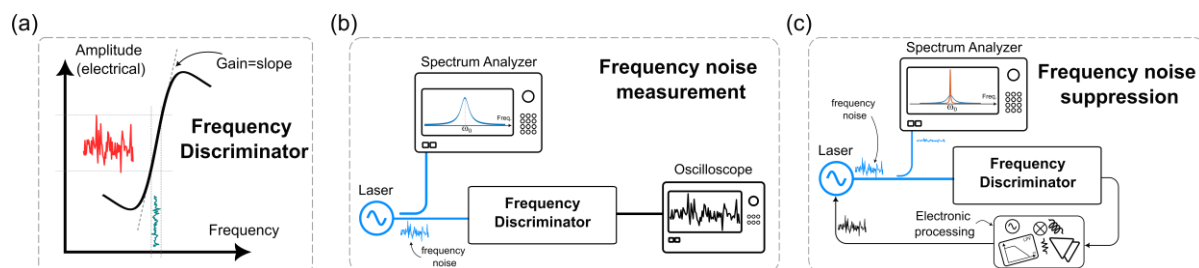 (a)
Amplitude
(electrical)
Gain=slope
Frequency
Discriminator
Frequency
(b)
Spectrum Analyzer
Freq.
ω₀
Frequency noise
measurement
Laser
frequency
noise
Frequency
Discriminator
Oscilloscope
(c)
Spectrum Analyzer
Freq.
ω₀
Frequency noise
suppression
frequency
noise
Laser
Frequency
Discriminator
Electronic
processing